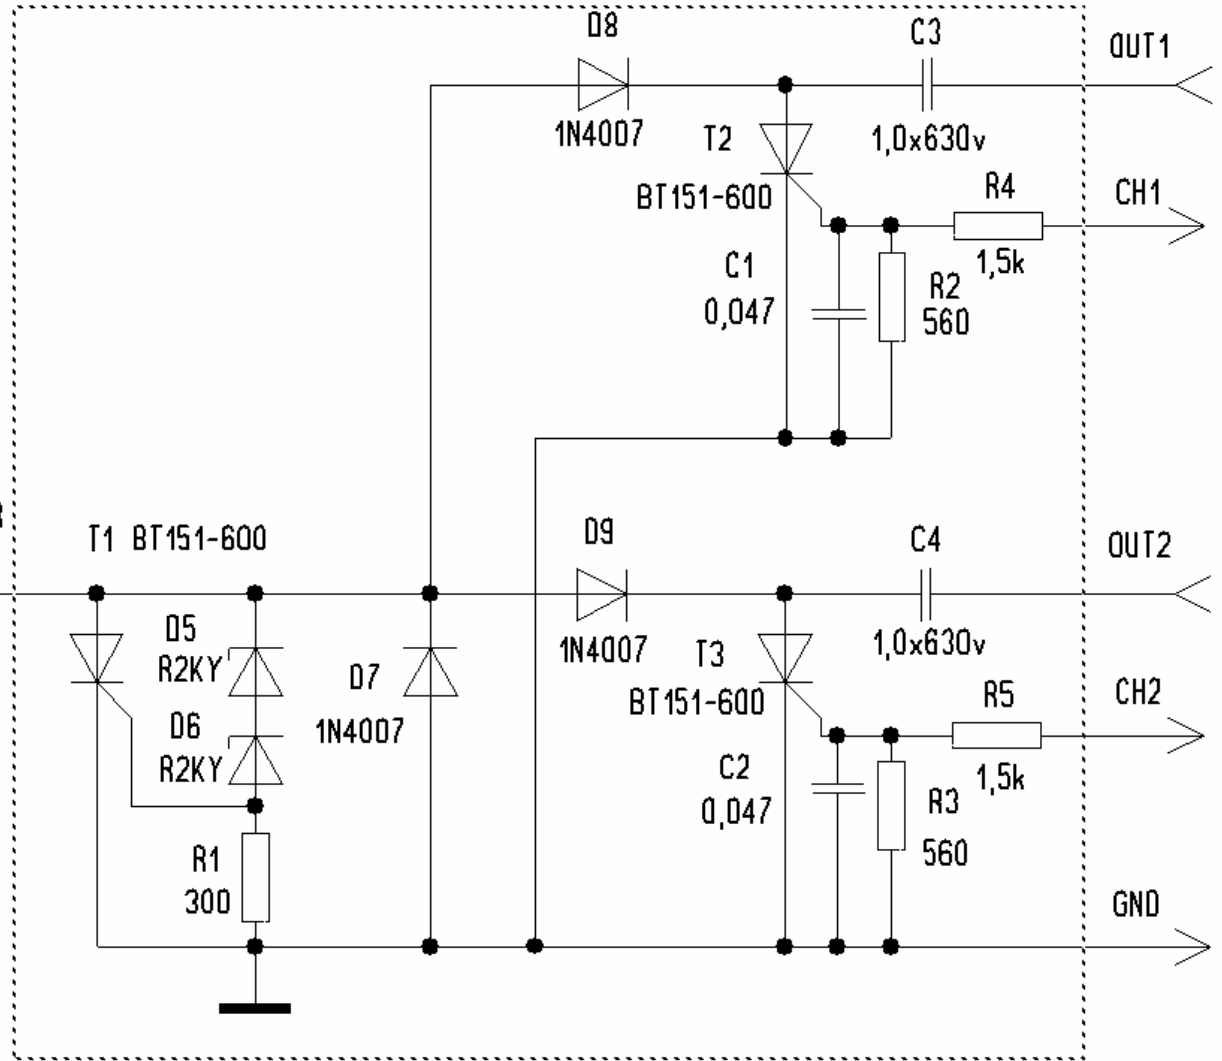 D8
C3
OUT1
1N4007
T2
1,0x630v
BT151-600
R4
CH1
1,5k
C1
0,047
R2
560
T1 BT151-600
D9
C4
OUT2
1N4007
T3
1,0x630v
BT151-600
R5
CH2
1,5k
D5
R2KY
D7
1N4007
D6
R2KY
C2
0,047
R3
560
R1
300
GND